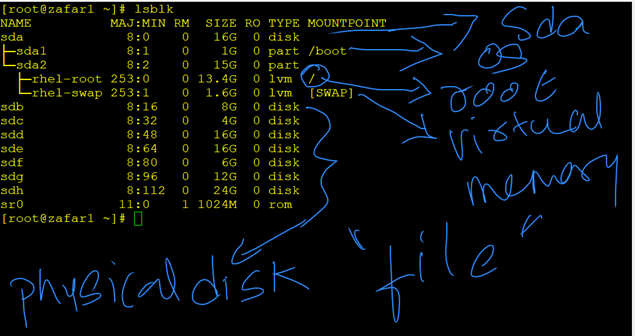 [root@zafar1 ~]# lsblk
NAME MAJ:MIN RM SIZE RO TYPE MOUNTPOINT
sda 8:0 0 16G 0 disk
├─sda1 8:1 0 1G 0 part /boot
└─sda2 8:2 0 15G 0 part
├─rhel-root 253:0 0 13.4G 0 lvm /
└─rhel-swap 253:1 0 1.6G 0 lvm [SWAP]
sdb 8:16 0 8G 0 disk
sdc 8:32 0 4G 0 disk
sdd 8:48 0 16G 0 disk
sde 8:64 0 16G 0 disk
sdf 8:80 0 6G 0 disk
sdg 8:96 0 12G 0 disk
sdh 8:112 0 24G 0 disk
sr0 11:0 1 1024M 0 rom
[root@zafar1 ~]#
sda
os
root
virtual
memory
physical disk "file"